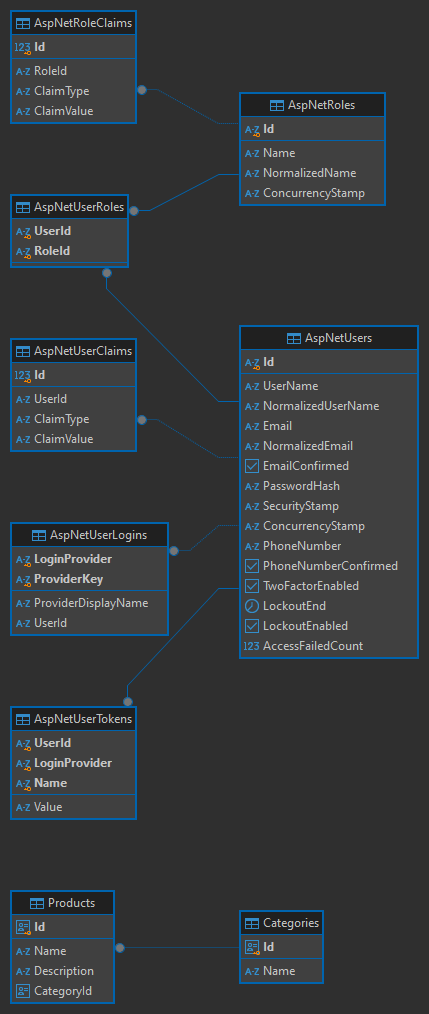 AspNetRoleClaims
123 Id
A-Z RoleId
A-Z ClaimType
A-Z ClaimValue
AspNetRoles
A-Z Id
A-Z Name
A-Z NormalizedName
A-Z ConcurrencyStamp
AspNetUserRoles
A-Z UserId
A-Z RoleId
AspNetUserClaims
123 Id
A-Z UserId
A-Z ClaimType
A-Z ClaimValue
AspNetUsers
A-Z Id
A-Z UserName
A-Z NormalizedUserName
A-Z Email
A-Z NormalizedEmail
EmailConfirmed
A-Z PasswordHash
A-Z SecurityStamp
A-Z ConcurrencyStamp
A-Z PhoneNumber
PhoneNumberConfirmed
TwoFactorEnabled
LockoutEnd
LockoutEnabled
123 AccessFailedCount
AspNetUserLogins
A-Z LoginProvider
A-Z ProviderKey
A-Z ProviderDisplayName
A-Z UserId
AspNetUserTokens
A-Z UserId
A-Z LoginProvider
A-Z Name
A-Z Value
Products
Id
A-Z Name
A-Z Description
CategoryId
Categories
Id
A-Z Name